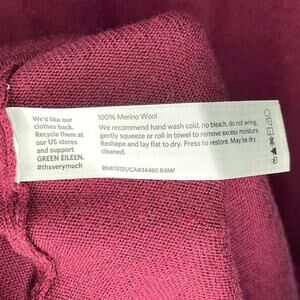 We'd like our
clothes back.
Recycle them at
our US stores
and support
GREEN EILEEN.
#thxverymuch
100% Merino Wool
We recommend hand wash cold, no bleach, do not wring,
gently squeeze or roll in towel to remove excess moisture.
Reshape and lay flat to dry. Press to restore. May be dry
cleaned.
RN#78121/CA#34460 R4MF